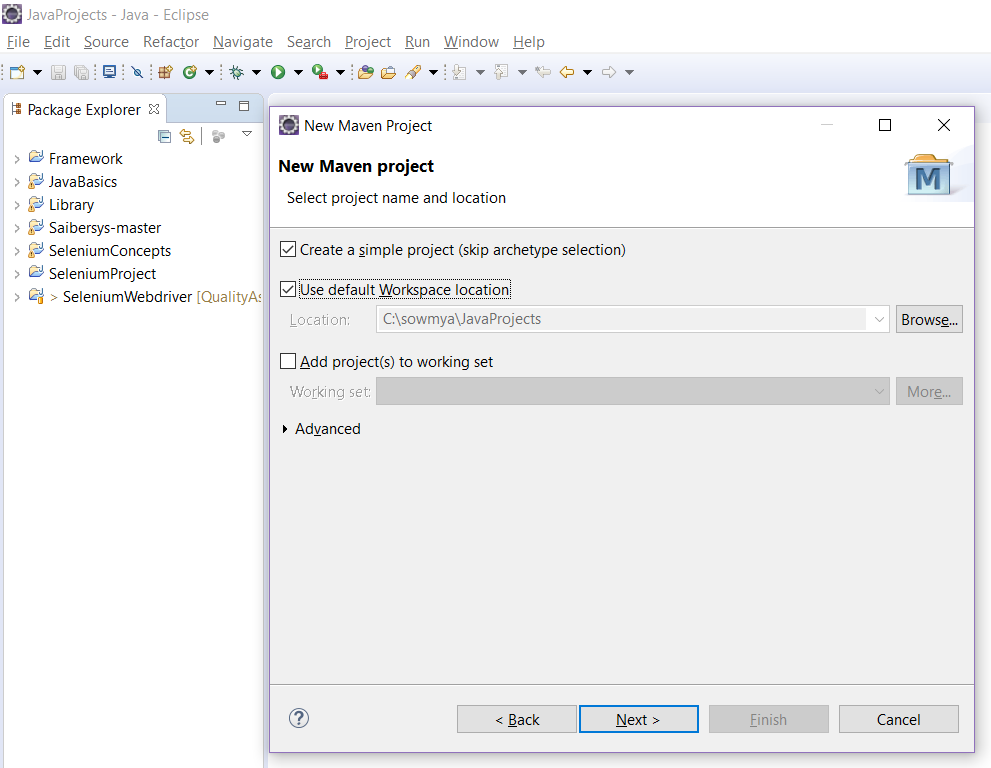 JavaProjects - Java - Eclipse
File Edit Source Refactor Navigate Search Project Run Window Help
Package Explorer
Framework
JavaBasics
Library
Saibersys-master
SeleniumConcepts
SeleniumProject
> SeleniumWebdriver [QualityAs
New Maven Project
New Maven project
Select project name and location
M
Create a simple project (skip archetype selection)
Use default Workspace location
Location: C:\sowmya\JavaProjects Browse...
Add project(s) to working set
Working set: More...
Advanced
? < Back Next > Finish Cancel